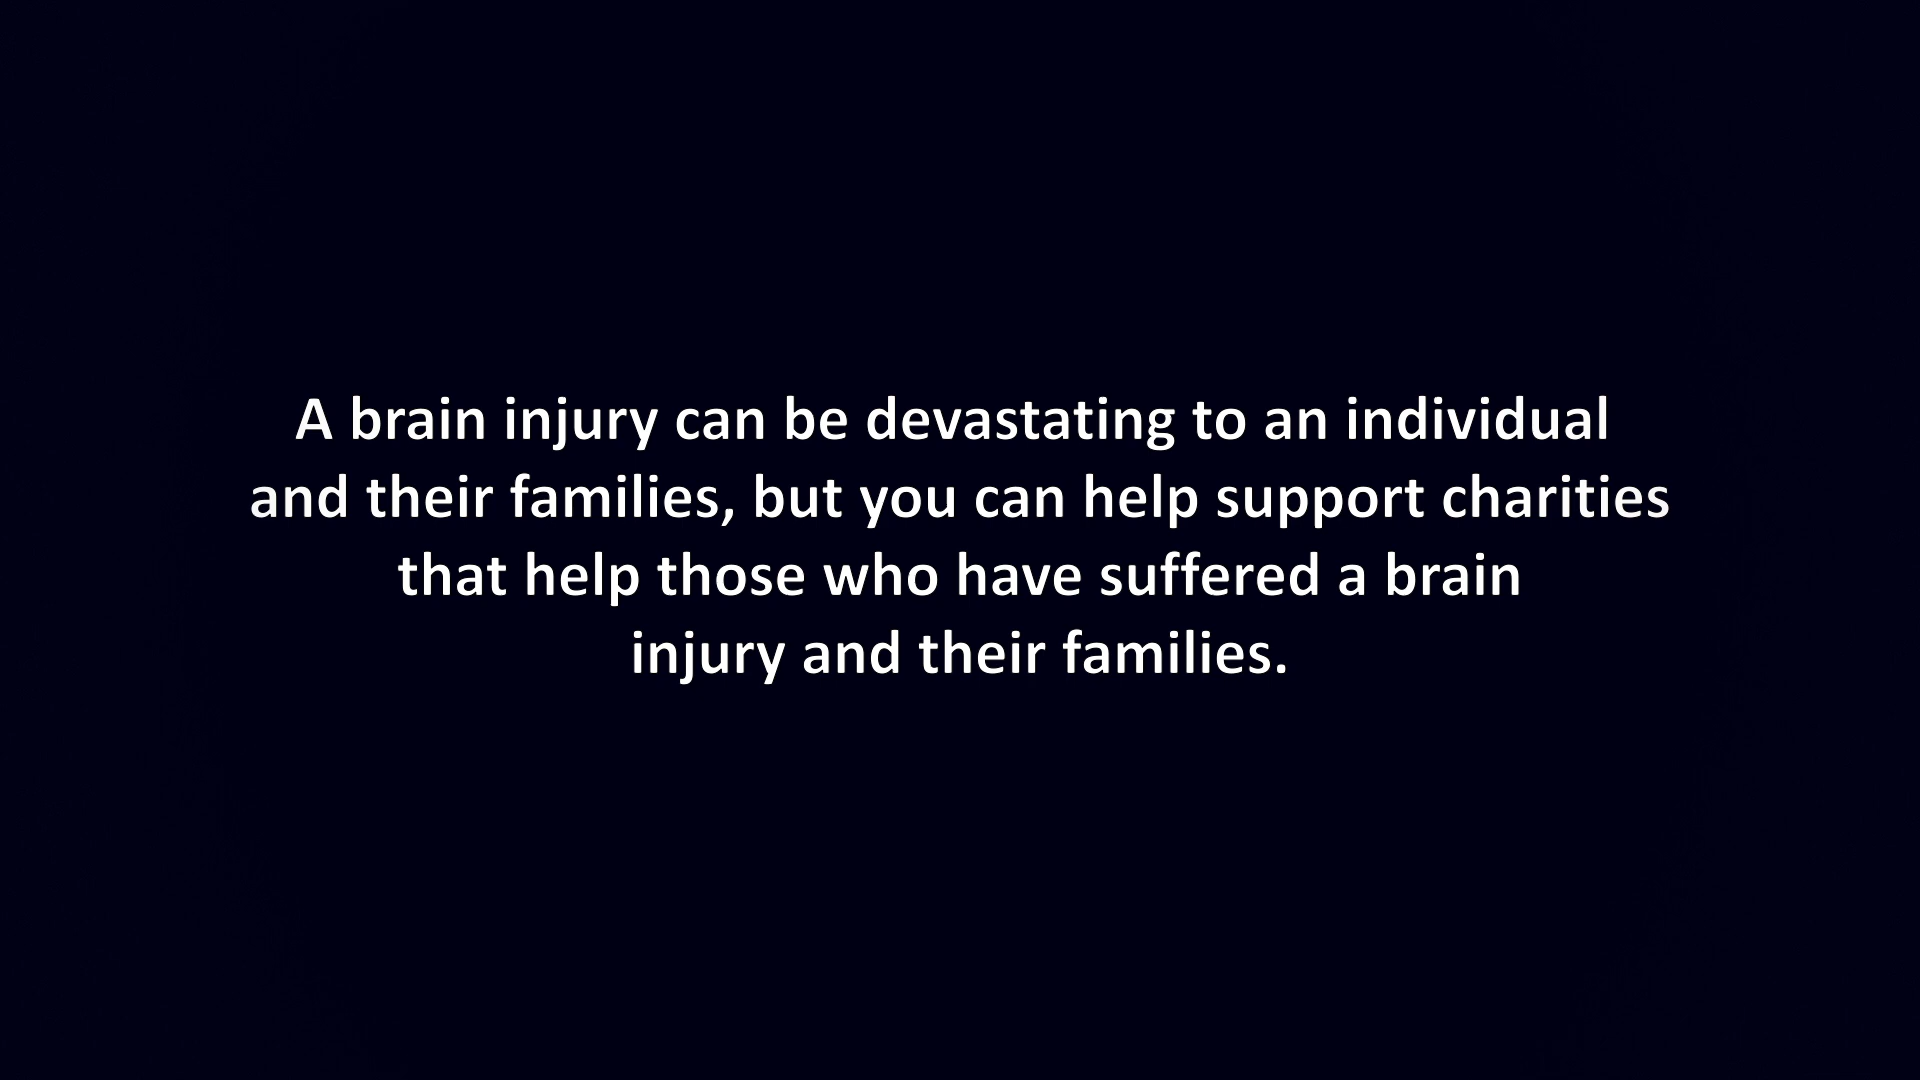 A brain injury can be devastating to an individual
and their families, but you can help support charities
that help those who have suffered a brain
injury and their families.